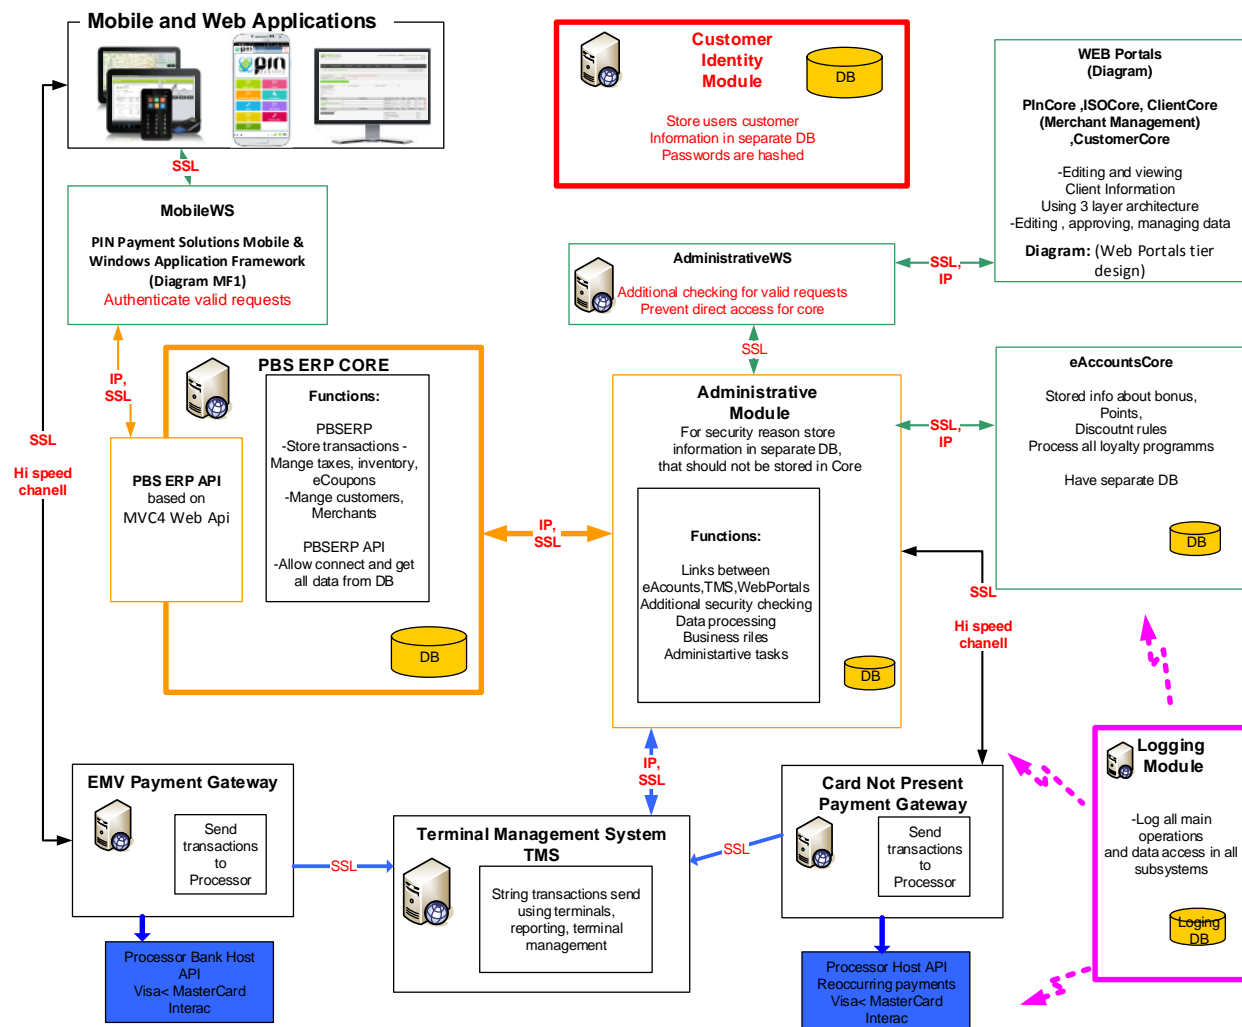 Mobile and Web Applications
pin
SSL
MobileWS
PIN Payment Solutions Mobile &
Windows Application Framework
(Diagram MF1)
Authenticate valid requests
Customer
Identity
Module
DB
Store users customer
Information in separate DB
Passwords are hashed
WEB Portals
(Diagram)
PInCore ,ISOCore, ClientCore
(Merchant Management)
,CustomerCore
-Editing and viewing
Client Information
Using 3 layer architecture
-Editing , approving, managing data
Diagram: (Web Portals tier
design)
AdministrativeWS
Additional checking for valid requests
Prevent direct access for core
SSL,
IP
SSL
IP,
SSL
SSL
Hi speed
chanell
PBS ERP CORE
Functions:
PBSERP
-Store transactions -
Mange taxes, inventory,
eCoupons
-Mange customers,
Merchants
PBSERP API
-Allow connect and get
all data from DB
DB
PBS ERP API
based on
MVC4 Web Api
IP,
SSL
Administrative
Module
For security reason store
information in separate DB,
that should not be stored in Core
Functions:
Links between
eAcounts,TMS,WebPortals
Additional security checking
Data processing
Business riles
Administartive tasks
DB
SSL,
IP
eAccountsCore
Stored info about bonus,
Points,
Discoutnt rules
Process all loyalty programms
Have separate DB
DB
SSL
Hi speed
chanell
IP,
SSL
EMV Payment Gateway
Send
transactions
to
Processor
SSL
Terminal Management System
TMS
String transactions send
using terminals,
reporting, terminal
management
SSL
Card Not Present
Payment Gateway
Send
transactions
to
Processor
Logging
Module
-Log all main
operations
and data access in all
subsystems
Loging
DB
Processor Bank Host
API
Visa< MasterCard
Interac
Processor Host API
Reoccurring payments
Visa< MasterCard
Interac